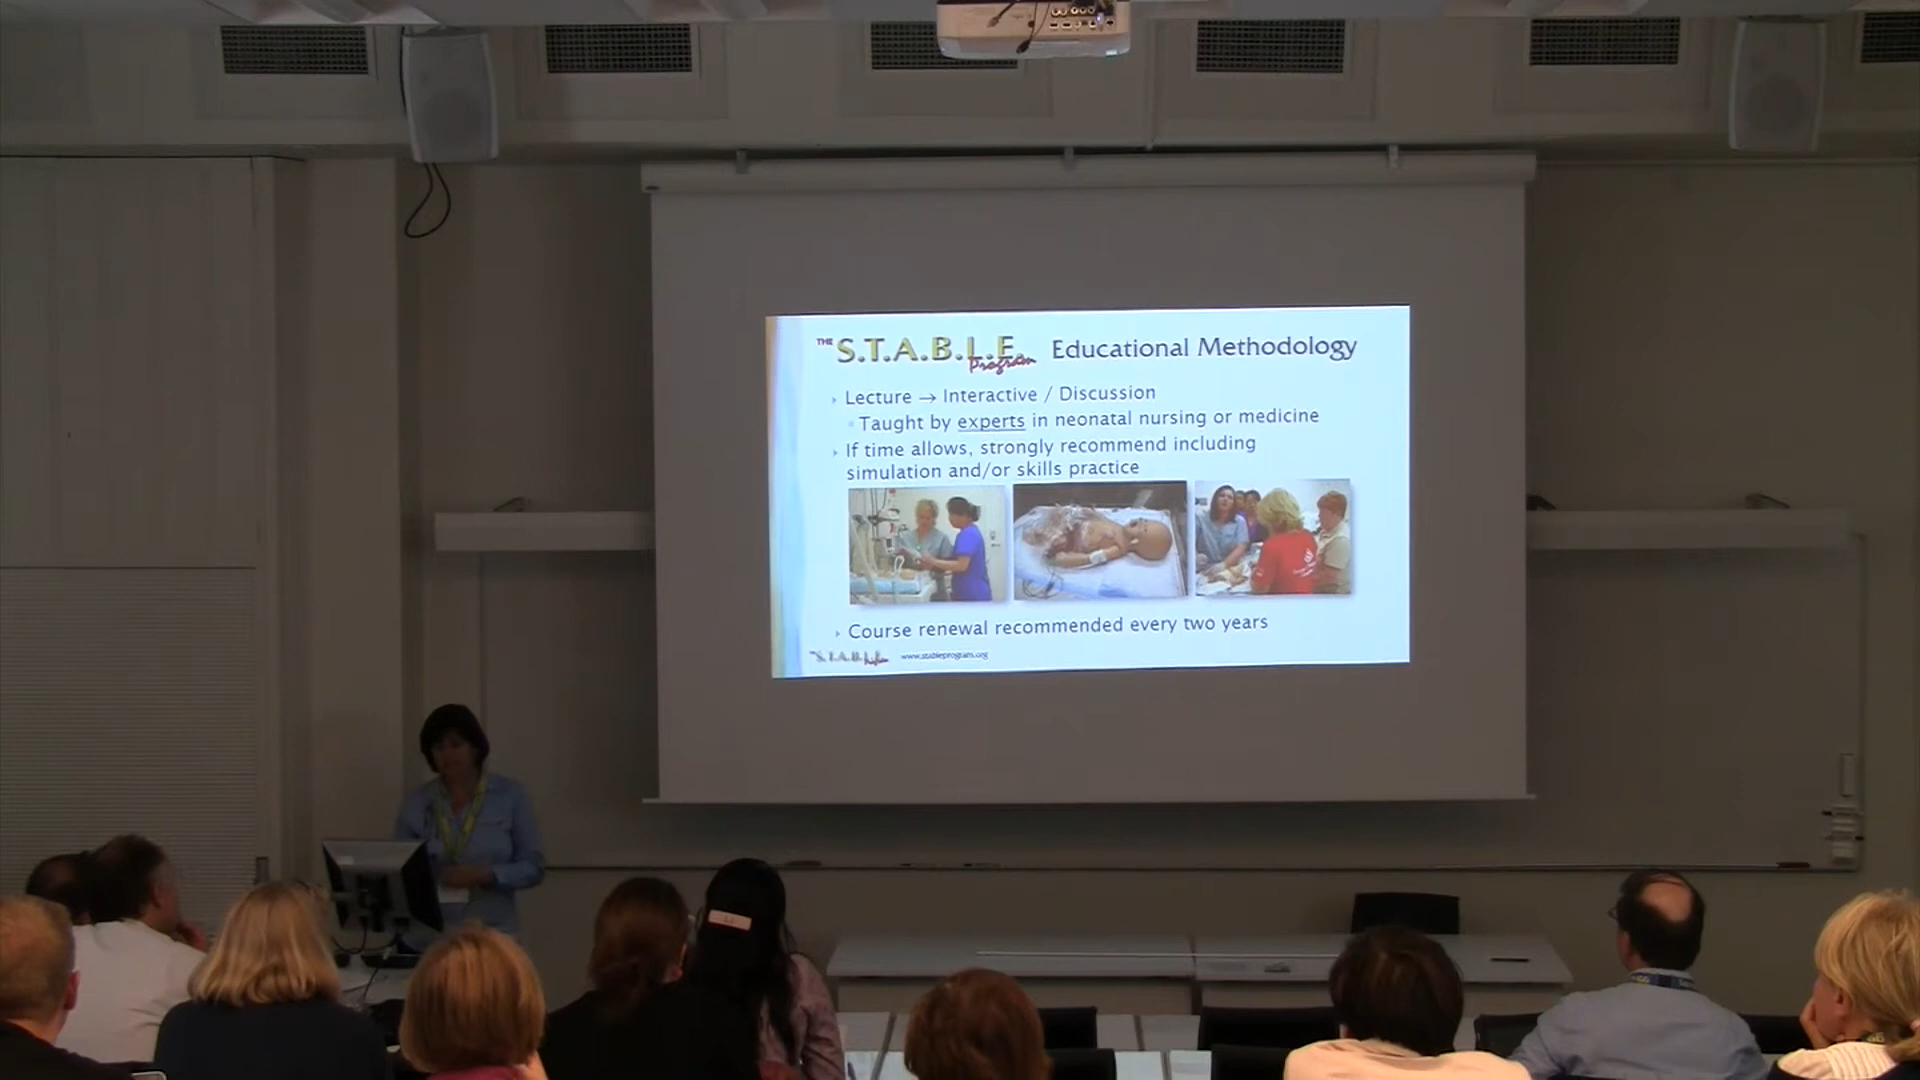 THE S.T.A.B.L.E. Program Educational Methodology
Lecture → Interactive / Discussion
Taught by experts in neonatal nursing or medicine
If time allows, strongly recommend including
simulation and/or skills practice
Course renewal recommended every two years
THE S.T.A.B.L.E. Program www.stableprogram.org